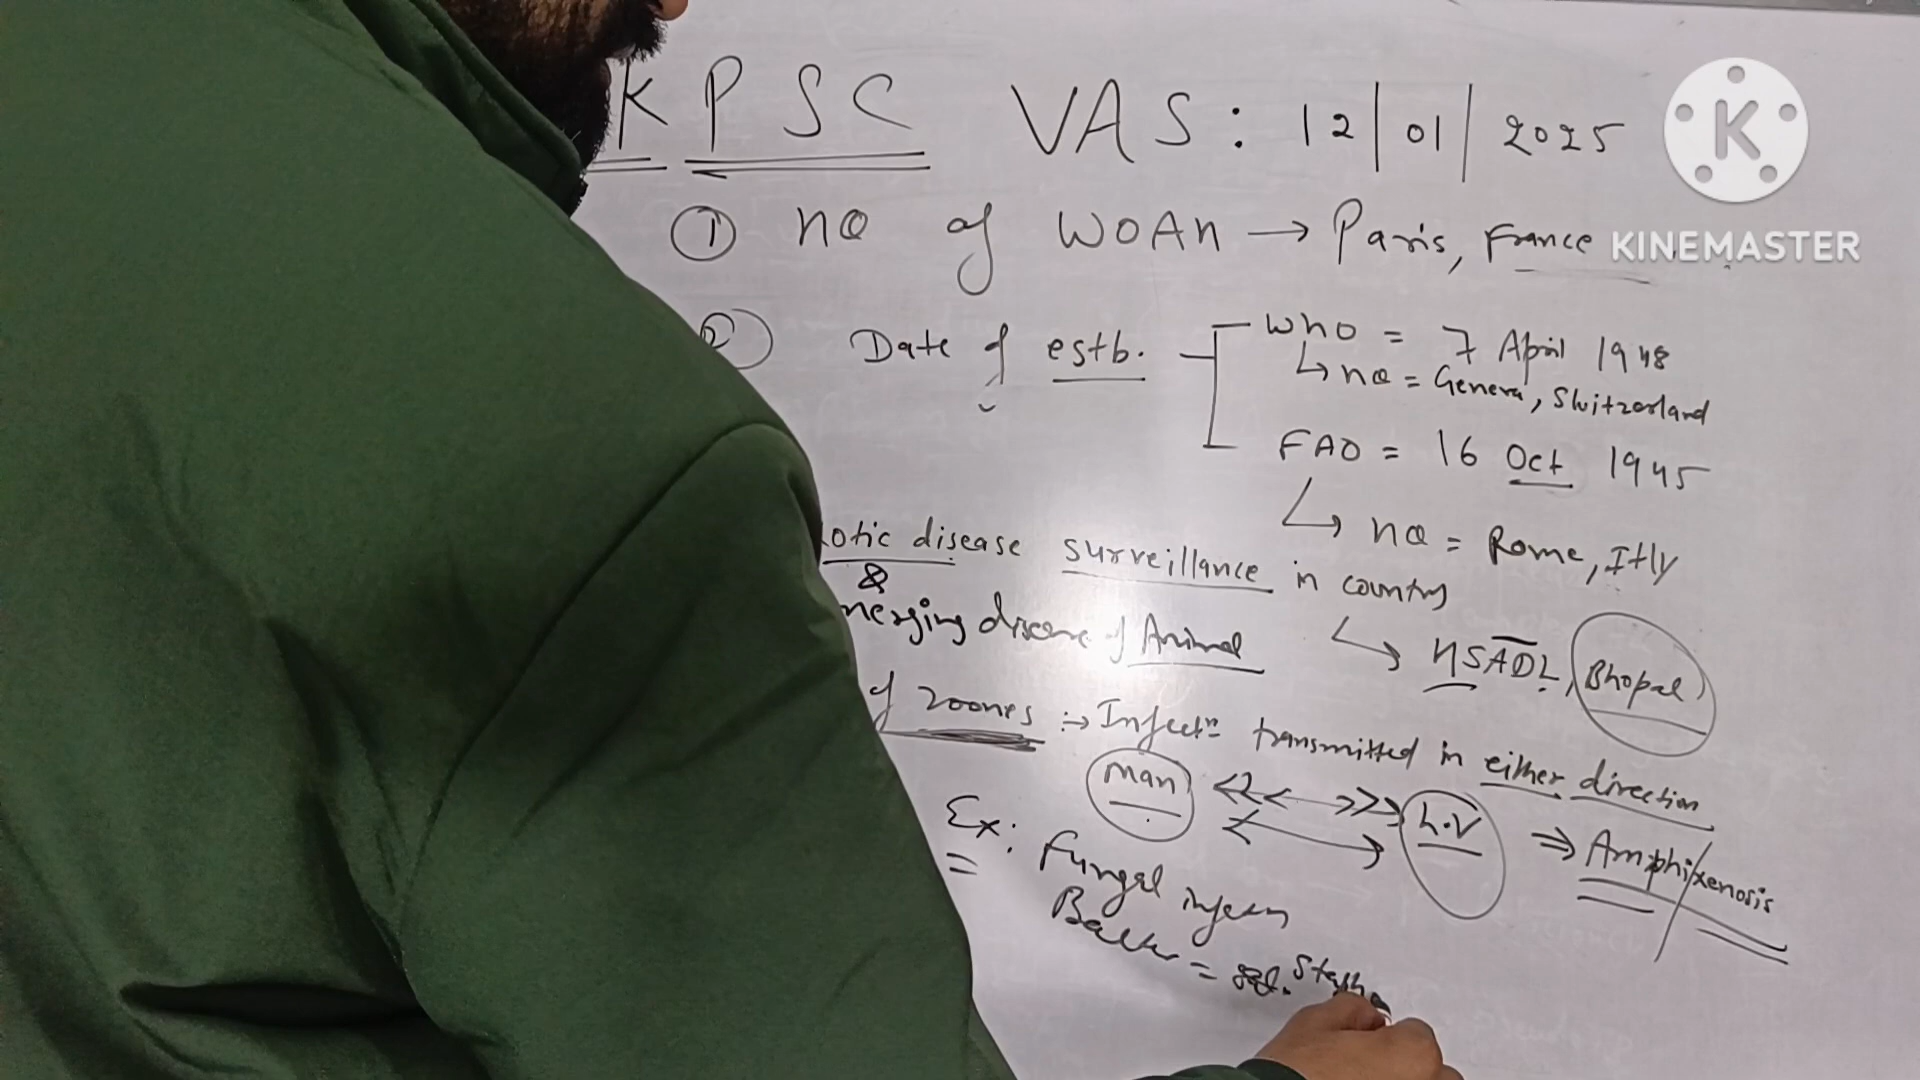 KPSC VAS: 12/01/2025
K
KINEMASTER
① HQ of WOAH → Paris, France
② Date of estb.
WHO = 7 April 1948
↳ HQ = Geneva, Switzerland
FAO = 16 Oct 1945
↳ HQ = Rome, Itly
otic disease surveillance in country
&
merging disease of Animal
↳ HSADL, Bhopal
of zoones :→ Infectn transmitted in either direction
man
L.V ⇒ Amphixenosis
Ex: Fungal infecn
= Staph